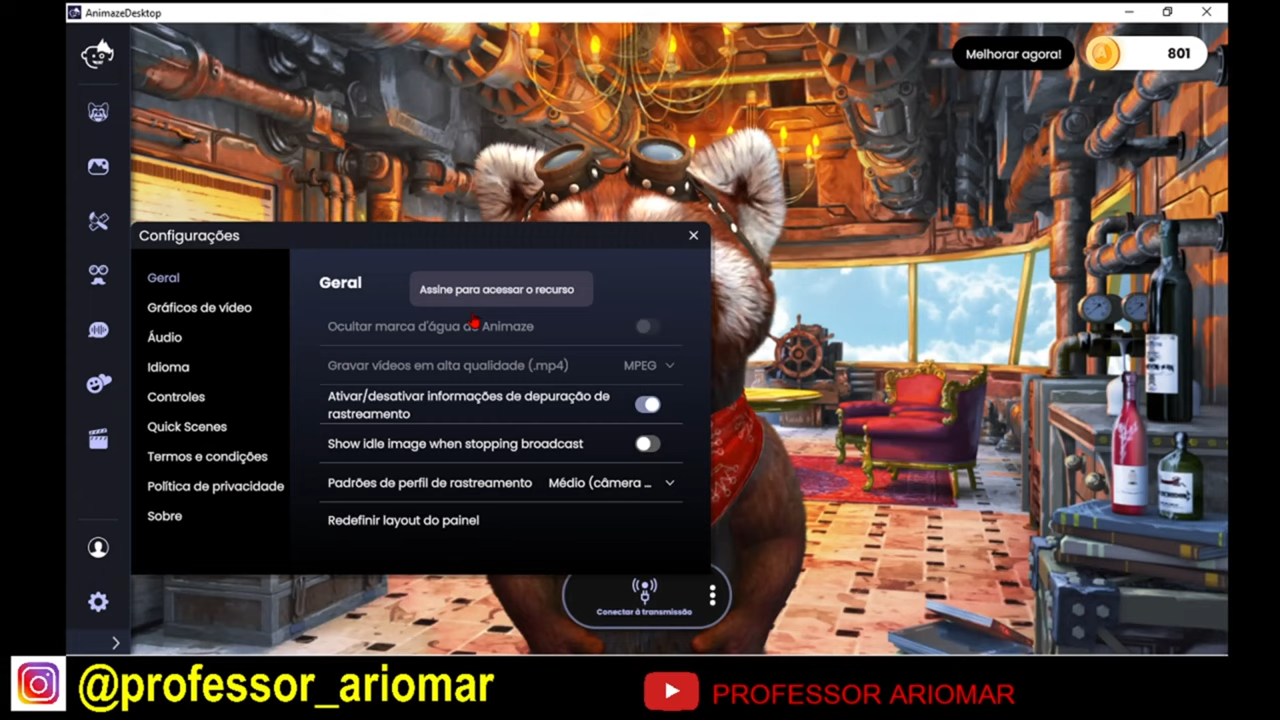 AnimazeDesktop
Melhorar agora!
801
Configurações
Geral
Gráficos de vídeo
Áudio
Idioma
Controles
Quick Scenes
Termos e condições
Política de privacidade
Sobre
Geral
Assine para acessar o recurso
Ocultar marca d'água do Animaze
Gravar vídeos em alta qualidade (.mp4)
MPEG
Ativar/desativar informações de depuração de
rastreamento
Show idle image when stopping broadcast
Padrões de perfil de rastreamento
Médio (câmera ...
Redefinir layout do painel
Conectar à transmissão
@professor_ariomar
PROFESSOR ARIOMAR